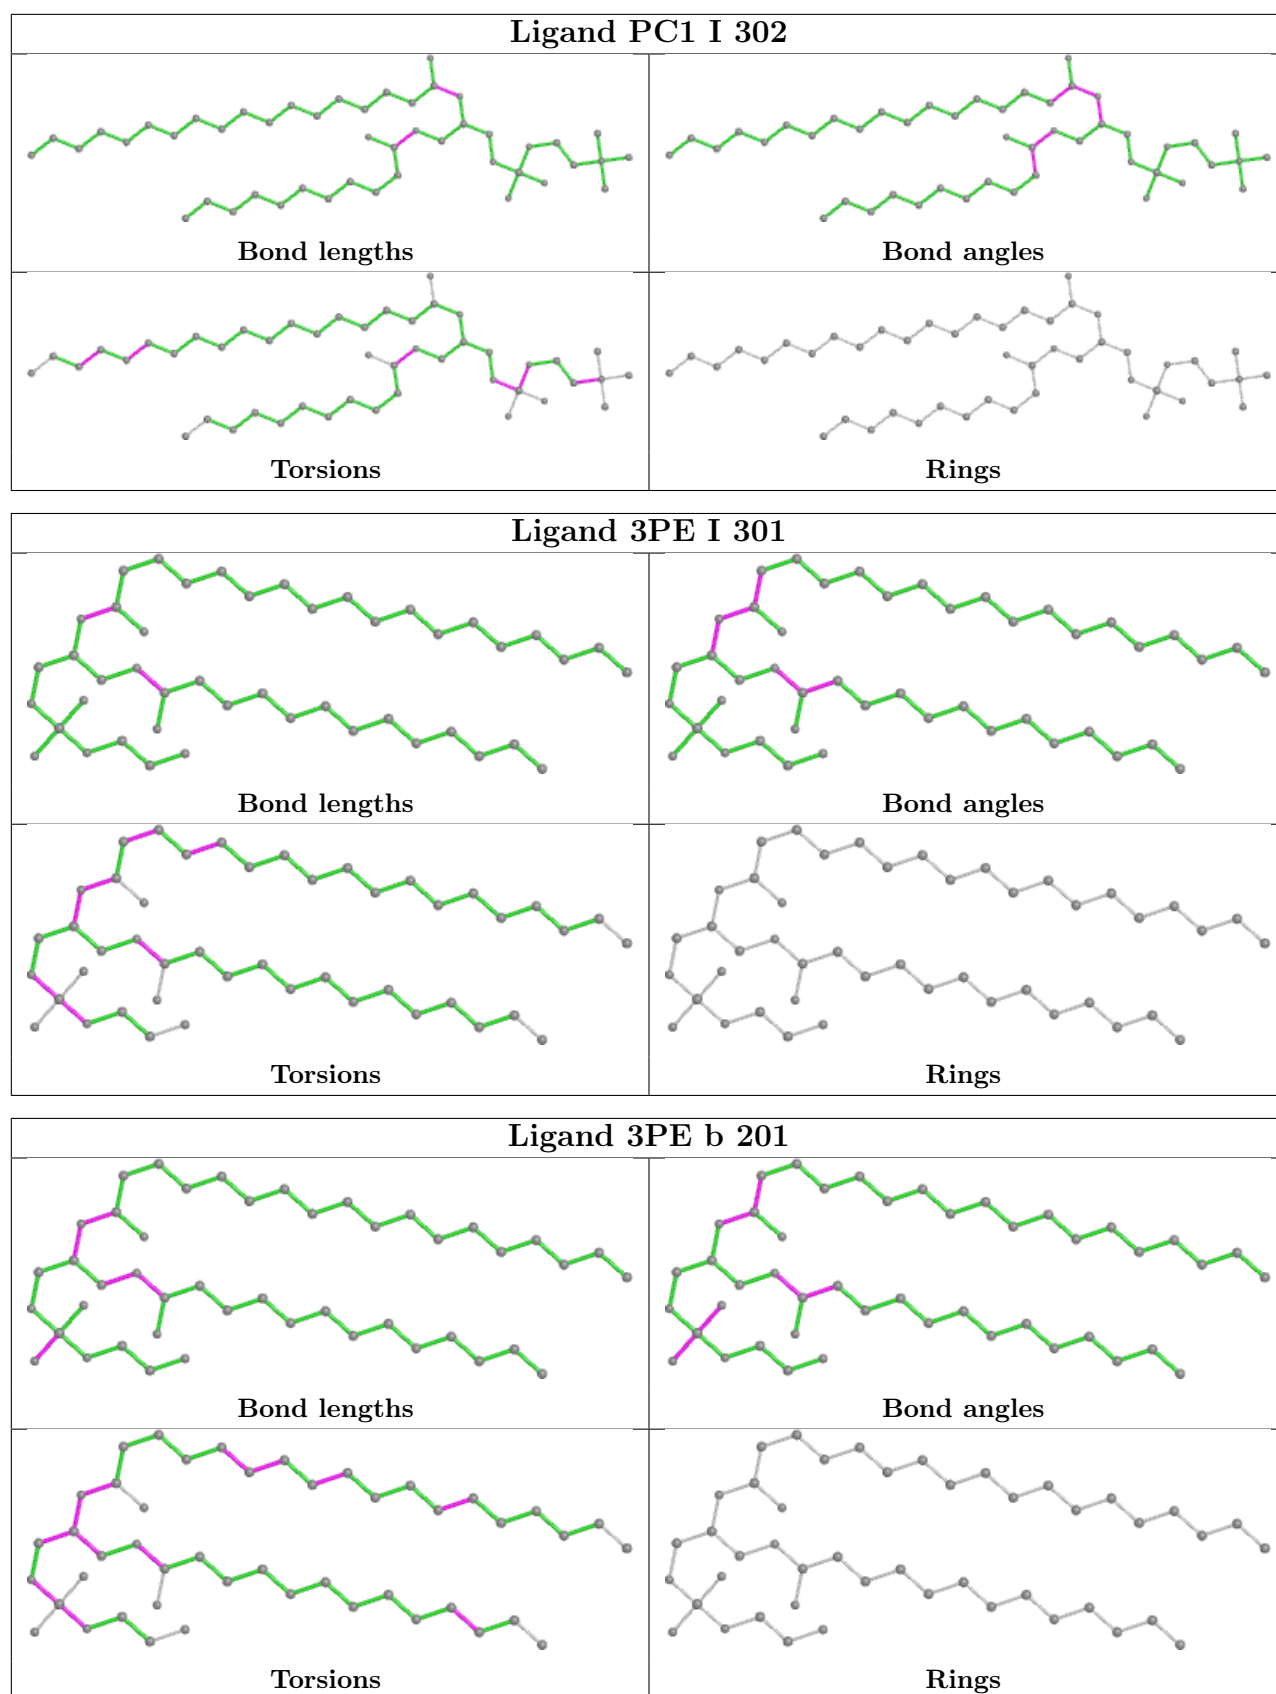 Ligand PC1 I 302
Bond lengths
Bond angles
Torsions
Rings
Ligand 3PE I 301
Bond lengths
Bond angles
Torsions
Rings
Ligand 3PE b 201
Bond lengths
Bond angles
Torsions
Rings